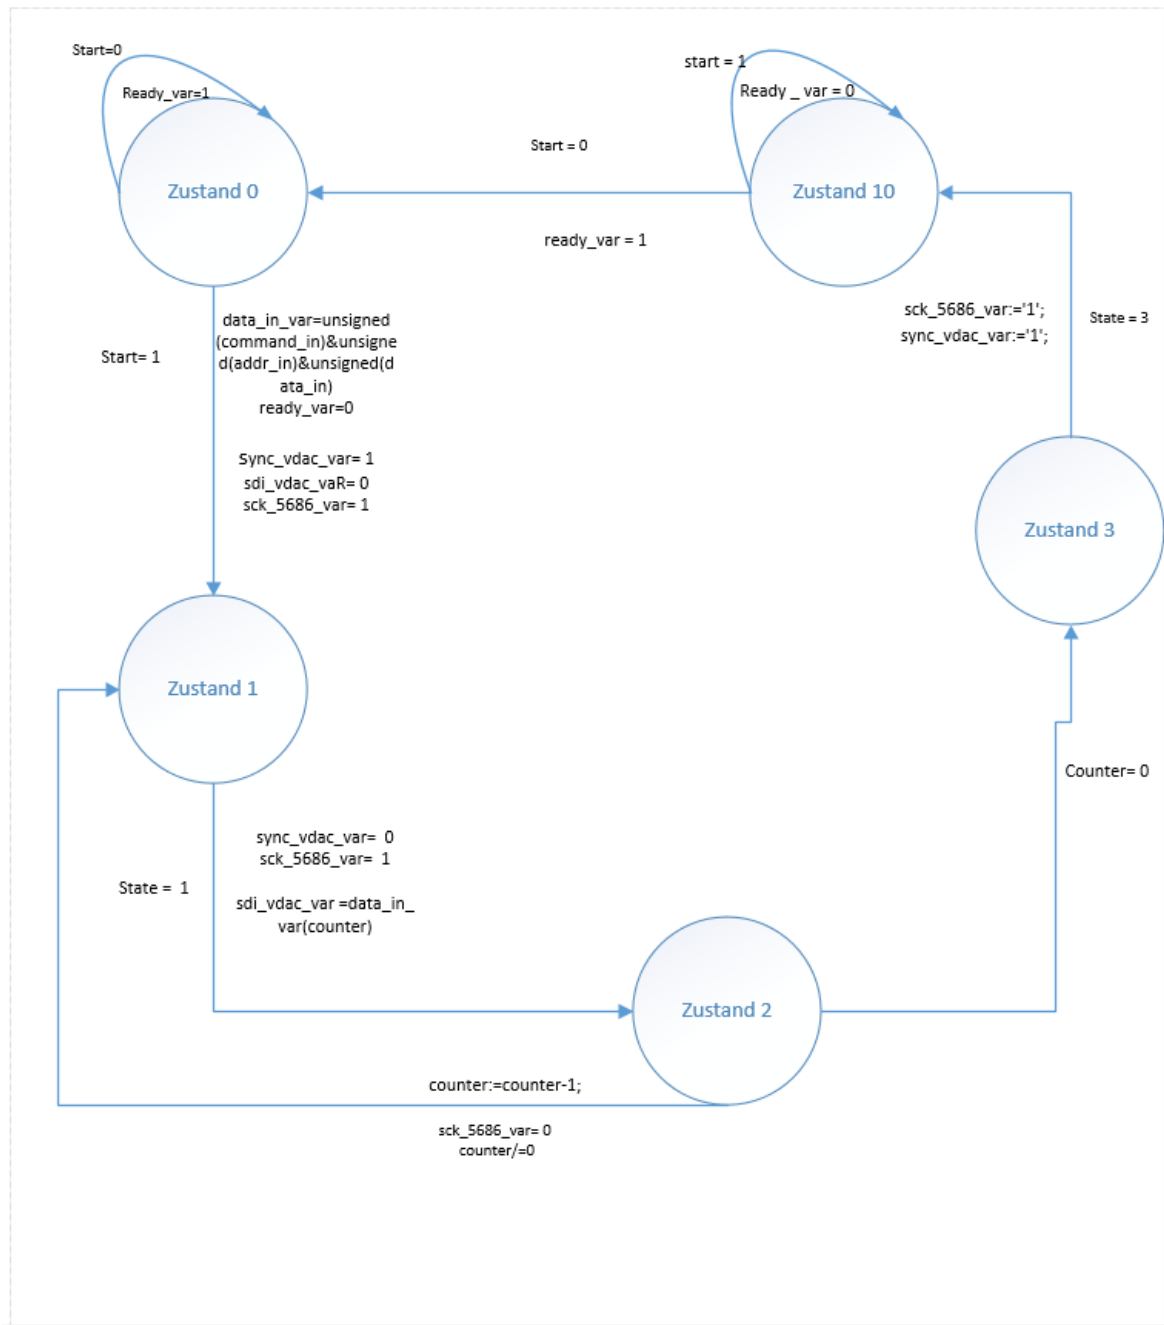 Start=0
Ready_var=1
Zustand 0
start = 1
Ready _ var = 0
Zustand 10
Start = 0
ready_var = 1
Start= 1
data_in_var=unsigned
(command_in)&unsigne
d(addr_in)&unsigned(d
ata_in)
ready_var=0
Sync_vdac_var= 1
sdi_vdac_vaR= 0
sck_5686_var= 1
sck_5686_var:='1';
sync_vdac_var:='1';
State = 3
Zustand 3
Zustand 1
Counter= 0
State =  1
sync_vdac_var=  0
sck_5686_var=  1
sdi_vdac_var =data_in_
var(counter)
Zustand 2
counter:=counter-1;
sck_5686_var= 0
counter/=0